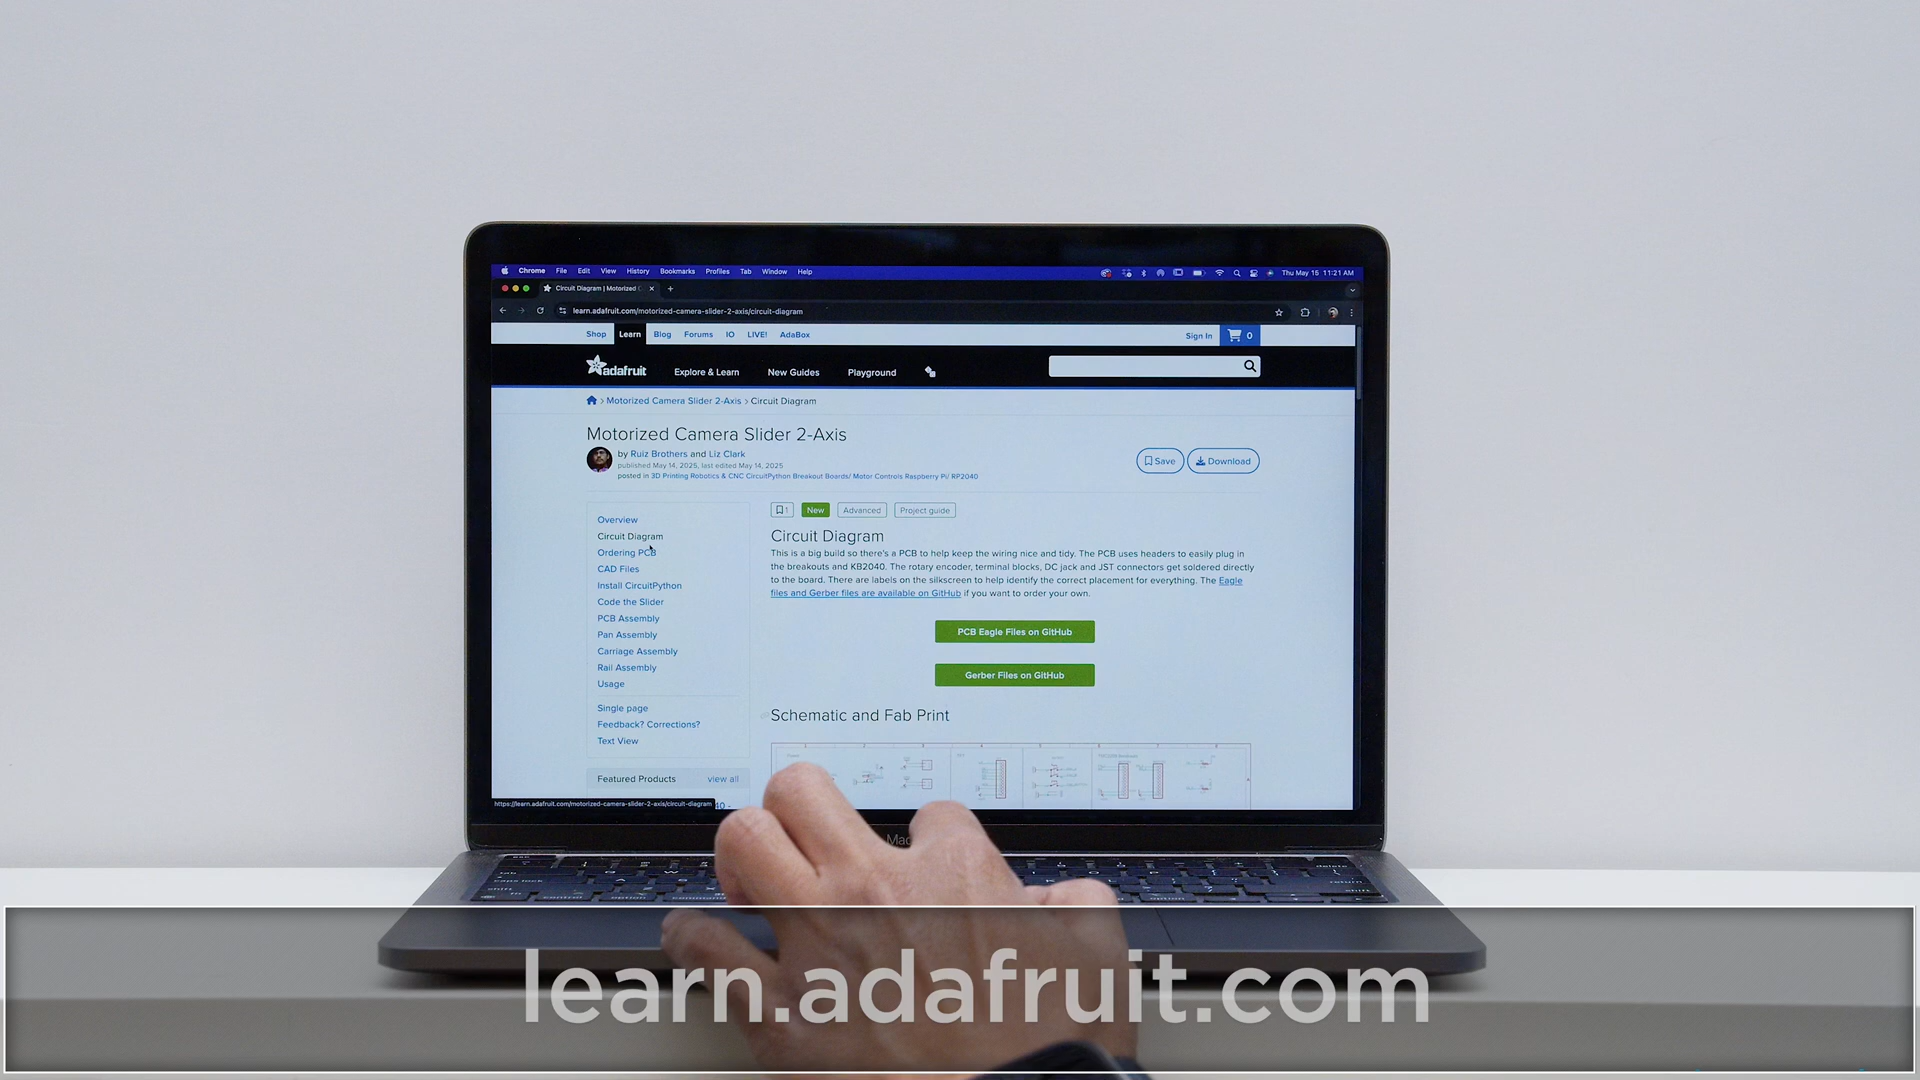 Chrome File Edit View History Bookmarks Profiles Tab Window Help
Thu May 15 11:21 AM
Circuit Diagram | Motorized C
learn.adafruit.com/motorized-camera-slider-2-axis/circuit-diagram
Shop Learn Blog Forums IO LIVE! AdaBox
Sign In 0
adafruit Explore & Learn New Guides Playground
Motorized Camera Slider 2-Axis > Circuit Diagram
Motorized Camera Slider 2-Axis
by Ruiz Brothers and Liz Clark
published May 14, 2025, last edited May 14, 2025
posted in 3D Printing Robotics & CNC CircuitPython Breakout Boards/ Motor Controls Raspberry Pi/ RP2040
Save Download
Overview
Circuit Diagram
Ordering PCB
CAD Files
Install CircuitPython
Code the Slider
PCB Assembly
Pan Assembly
Carriage Assembly
Rail Assembly
Usage
Single page
Feedback? Corrections?
Text View
Featured Products view all
40 -
1 New Advanced Project guide
Circuit Diagram
This is a big build so there's a PCB to help keep the wiring nice and tidy. The PCB uses headers to easily plug in
the breakouts and KB2040. The rotary encoder, terminal blocks, DC jack and JST connectors get soldered directly
to the board. There are labels on the silkscreen to help identify the correct placement for everything. The Eagle
files and Gerber files are available on GitHub if you want to order your own.
PCB Eagle Files on GitHub
Gerber Files on GitHub
Schematic and Fab Print
https://learn.adafruit.com/motorized-camera-slider-2-axis/circuit-diagram
Mac
learn.adafruit.com